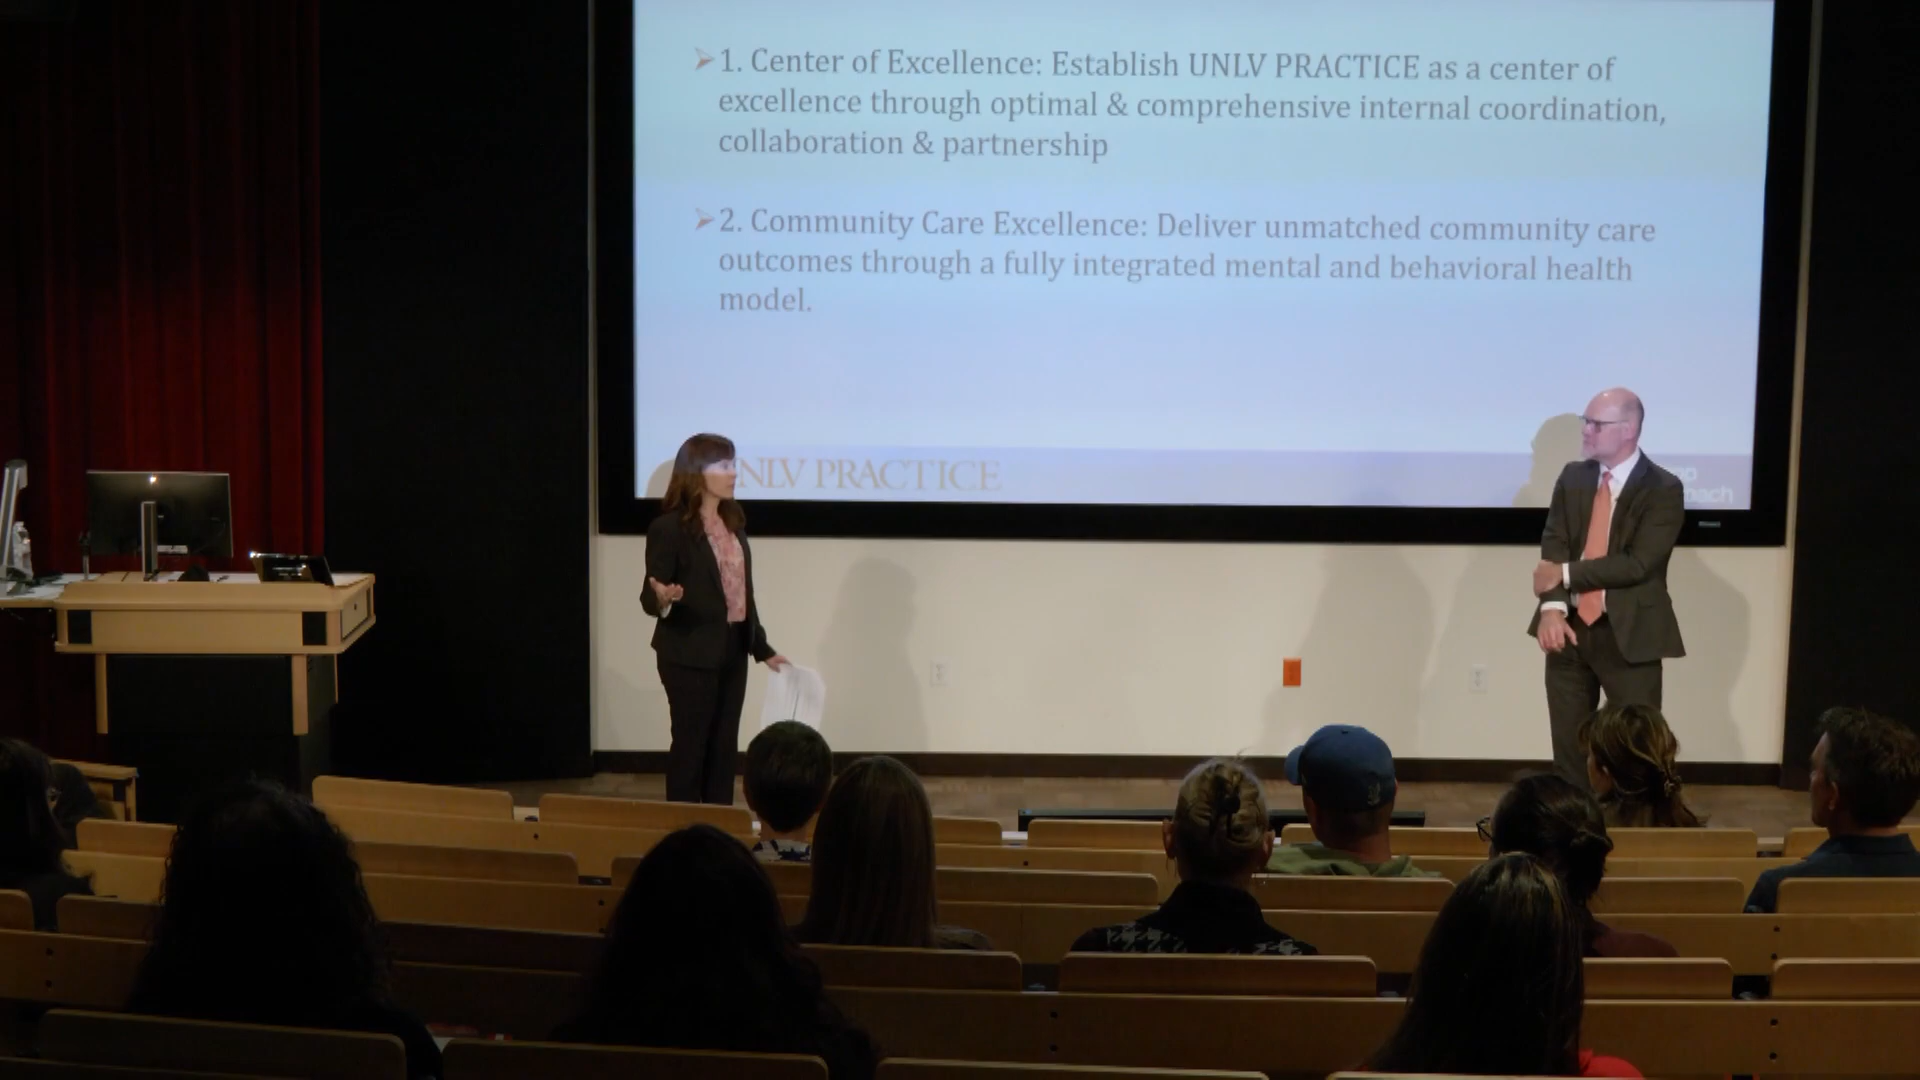 ➢1. Center of Excellence: Establish UNLV PRACTICE as a center of
excellence through optimal & comprehensive internal coordination,
collaboration & partnership
➢2. Community Care Excellence: Deliver unmatched community care
outcomes through a fully integrated mental and behavioral health
model.
NLV PRACTICE